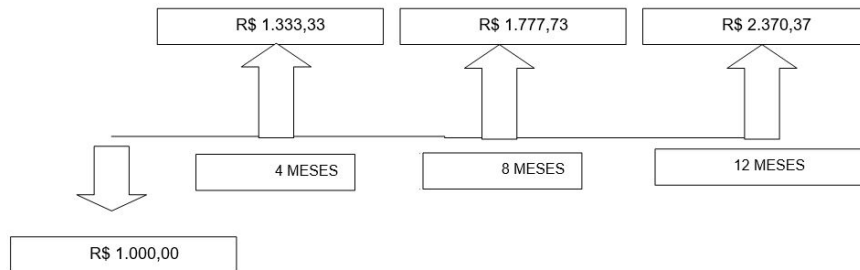 R$ 1.333,33
R$ 1.777,73
R$ 2.370,37
4 MESES
8 MESES
12 MESES
R$ 1.000,00